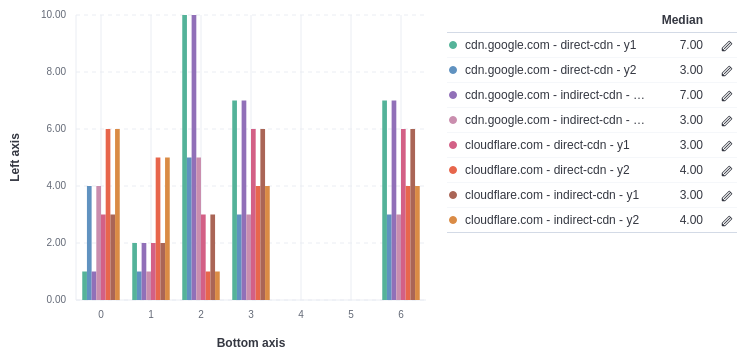 10.00
8.00
6.00
4.00
2.00
0.00
Left axis
0 1 2 3 4 5 6
Bottom axis
Median
cdn.google.com - direct-cdn - y1 7.00
cdn.google.com - direct-cdn - y2 3.00
cdn.google.com - indirect-cdn - … 7.00
cdn.google.com - indirect-cdn - … 3.00
cloudflare.com - direct-cdn - y1 3.00
cloudflare.com - direct-cdn - y2 4.00
cloudflare.com - indirect-cdn - y1 3.00
cloudflare.com - indirect-cdn - y2 4.00